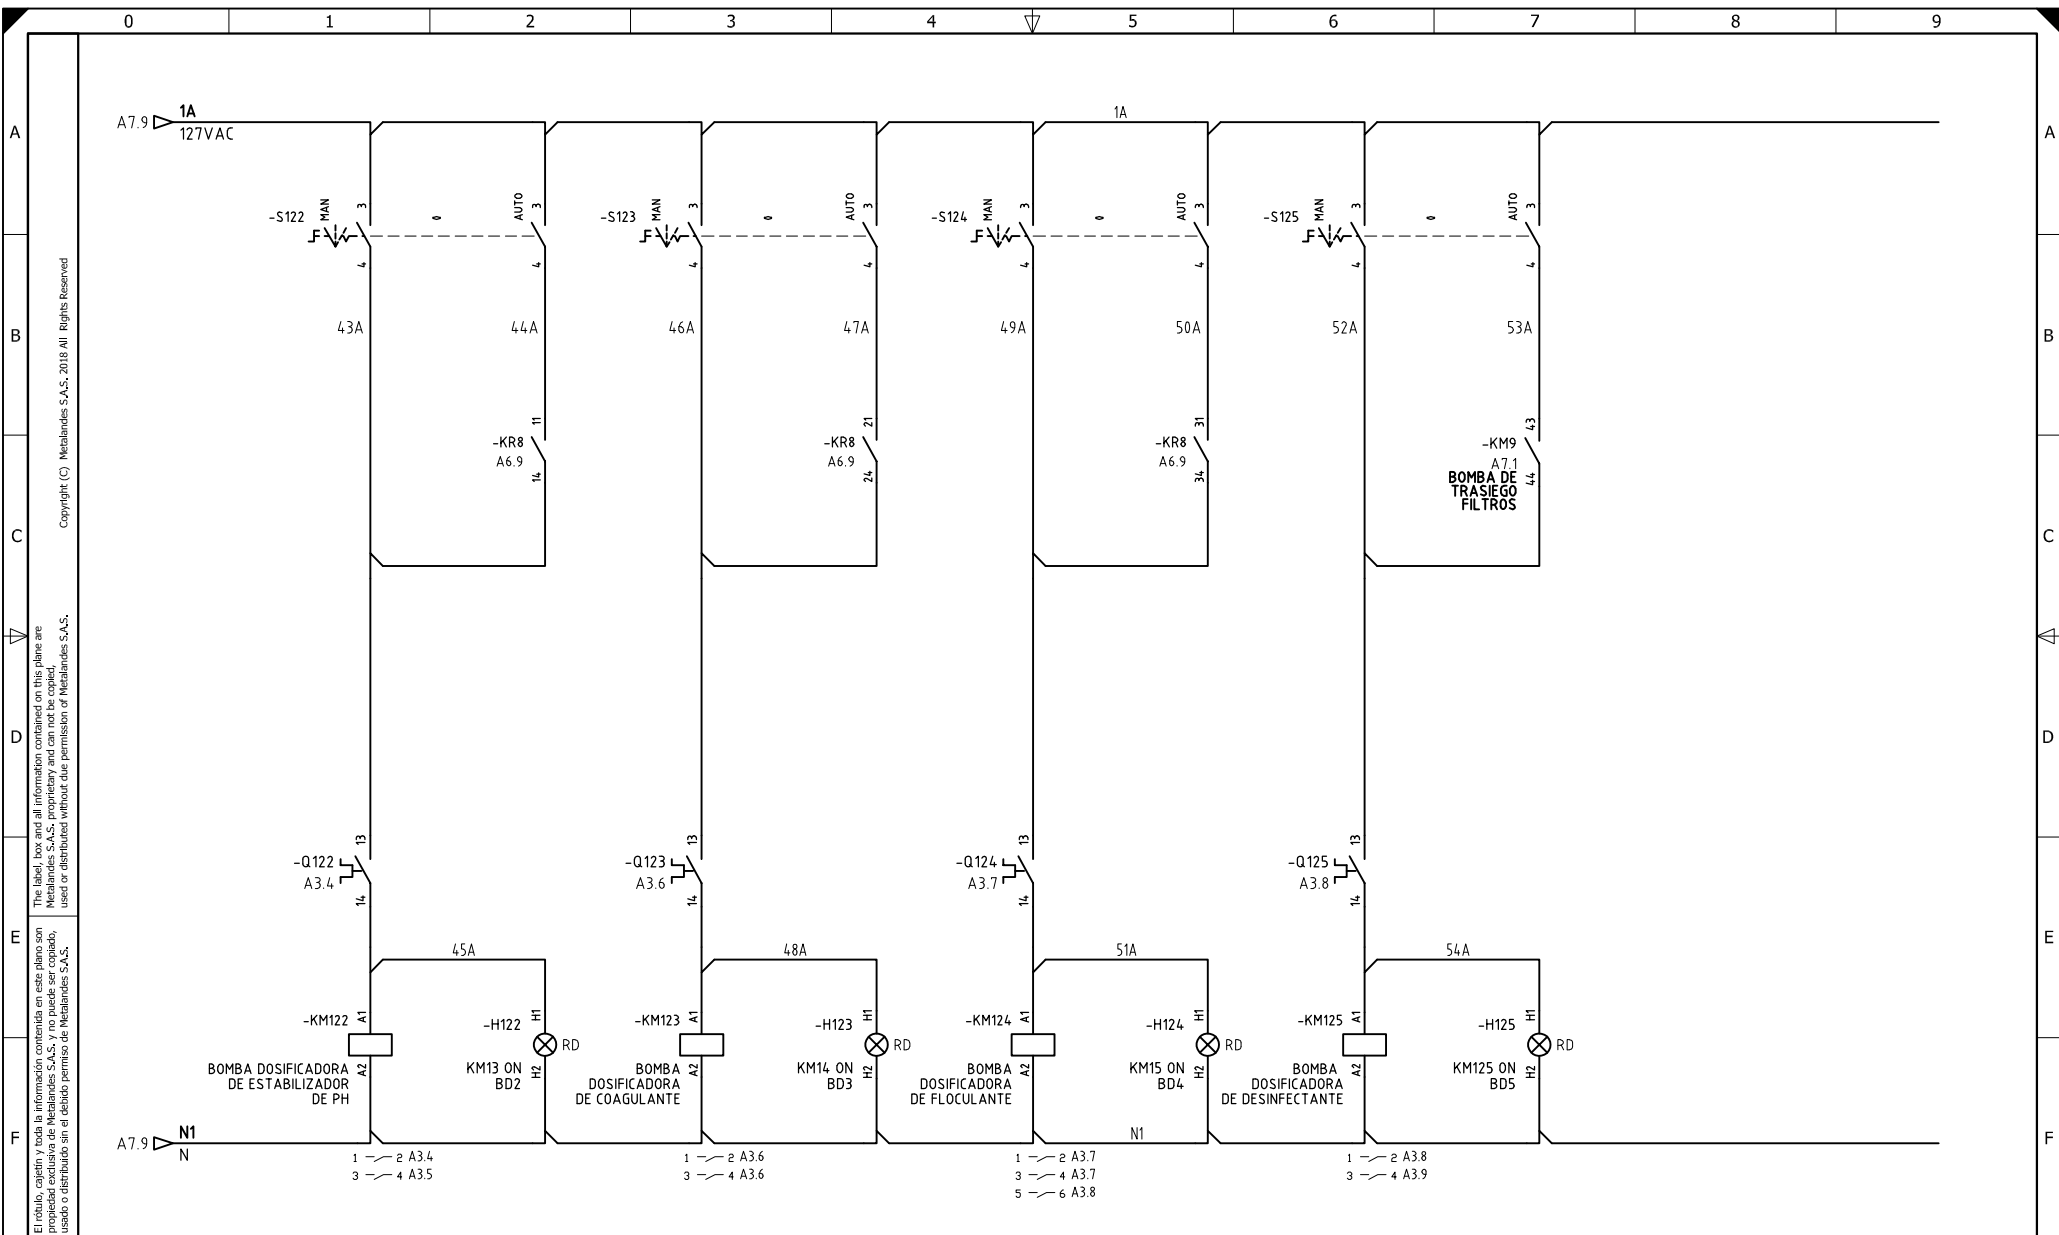 0 1 2 3 4 5 6 7 8 9
A A
B B
C C
D D
E E
F F
Copyright (C) Metalandes S.A.S. 2018 All Rights Reserved
The label, box and all information contained on this plane are
Metalandes S.A.S. proprietary and can not be copied,
used or distributed without due permission of Metalandes S.A.S.
El rótulo, cajetín y toda la información contenida en este plano son
propiedad exclusiva de Metalandes S.A.S. y no puede ser copiado,
usado o distribuido sin el debido permiso de Metalandes S.A.S.
A7.9 1A
127VAC
1A
-S122 MAN 3 0 AUTO 3
4 4
-S123 MAN 3 0 AUTO 3
4 4
-S124 MAN 3 0 AUTO 3
4 4
-S125 MAN 3 0 AUTO 3
4 4
43A 44A 46A 47A 49A 50A 52A 53A
-KR8 11
A6.9 14
-KR8 21
A6.9 24
-KR8 31
A6.9 34
-KM9 43
A7.1 44
BOMBA DE
TRASIEGO
FILTROS
-Q122 13
A3.4 14
-Q123 13
A3.6 14
-Q124 13
A3.7 14
-Q125 13
A3.8 14
45A 48A 51A 54A
-KM122 A1
A2
BOMBA DOSIFICADORA
DE ESTABILIZADOR
DE PH
-H122 H1
RD
KM13 ON H2
BD2
-KM123 A1
A2
BOMBA
DOSIFICADORA
DE COAGULANTE
-H123 H1
RD
KM14 ON H2
BD3
-KM124 A1
A2
BOMBA
DOSIFICADORA
DE FLOCULANTE
-H124 H1
RD
KM15 ON H2
BD4
-KM125 A1
A2
BOMBA
DOSIFICADORA
DE DESINFECTANTE
-H125 H1
RD
KM125 ON H2
BD5
A7.9 N1
N
N1
1 2 A3.4
3 4 A3.5
1 2 A3.6
3 4 A3.6
1 2 A3.7
3 4 A3.7
5 6 A3.8
1 2 A3.8
3 4 A3.9